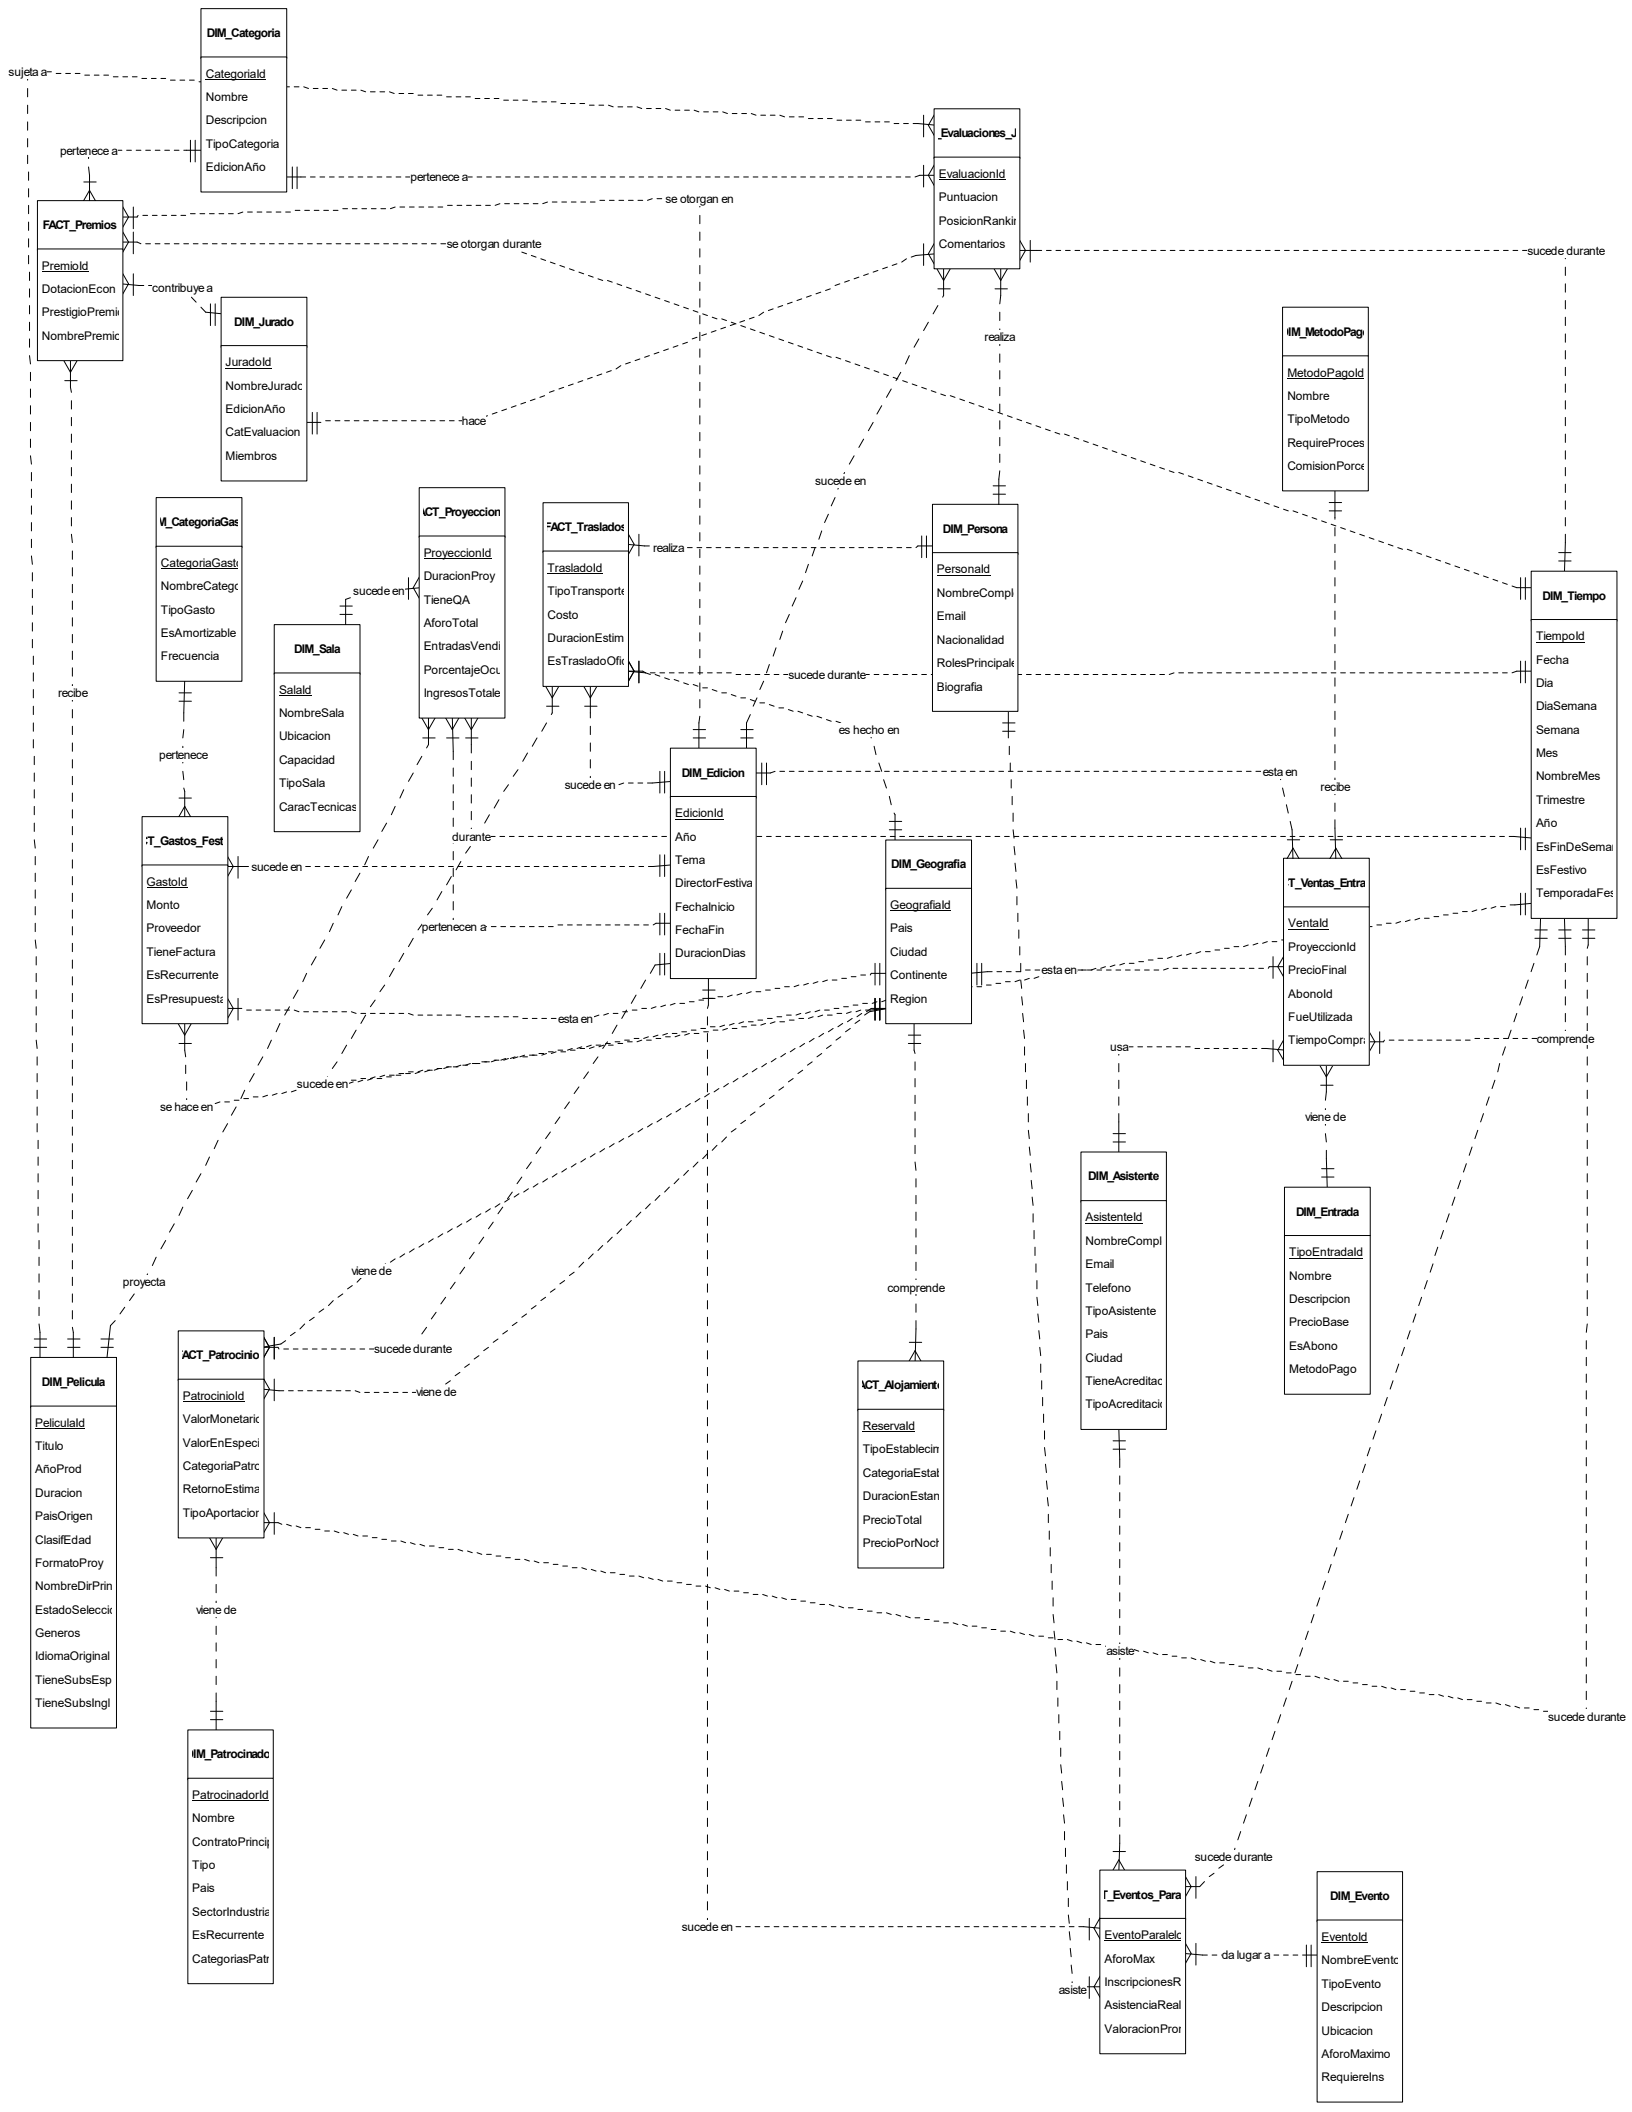 DIM_Categoria
CategoriaId
Nombre
Descripcion
TipoCategoria
EdicionAño
sujeta a
pertenece a
pertenece a
_Evaluaciones_J
EvaluacionId
Puntuacion
PosicionRankin
Comentarios
FACT_Premios
PremioId
DotacionEcon
PrestigioPremi
NombrePremio
se otorgan en
se otorgan durante
contribuye a
sucede durante
DIM_Jurado
JuradoId
NombreJurado
EdicionAño
CatEvaluacion
Miembros
hace
realiza
sucede en
DIM_MetodoPag
MetodoPagoId
Nombre
TipoMetodo
RequireProces
ComisionPorce
M_CategoriaGas
CategoriaGasto
NombreCatego
TipoGasto
EsAmortizable
Frecuencia
ACT_Proyeccion
ProyeccionId
DuracionProy
TieneQA
AforoTotal
EntradasVendi
PorcentajeOcu
IngresosTotale
sucede en
DIM_Sala
SalaId
NombreSala
Ubicacion
Capacidad
TipoSala
CaracTecnicas
FACT_Traslados
TrasladoId
TipoTransporte
Costo
DuracionEstim
EsTrasladoOfic
realiza
DIM_Persona
PersonaId
NombreCompl
Email
Nacionalidad
RolesPrincipale
Biografia
DIM_Tiempo
TiempoId
Fecha
Dia
DiaSemana
Semana
Mes
NombreMes
Trimestre
Año
EsFinDeSemar
EsFestivo
TemporadaFes
recibe
sucede durante
es hecho en
pertenece
sucede en
esta en
recibe
DIM_Edicion
EdicionId
Año
Tema
DirectorFestiva
FechaInicio
FechaFin
DuracionDias
CT_Gastos_Fest
GastoId
Monto
Proveedor
TieneFactura
EsRecurrente
EsPresupuesta
durante
sucede en
pertenecen a
DIM_Geografia
GeografiaId
Pais
Ciudad
Continente
Region
T_Ventas_Entra
VentaId
ProyeccionId
PrecioFinal
AbonoId
FueUtilizada
TiempoCompra
esta en
esta en
usa
comprende
sucede en
se hace en
viene de
DIM_Asistente
AsistenteId
NombreCompl
Email
Telefono
TipoAsistente
Pais
Ciudad
TieneAcreditac
TipoAcreditació
DIM_Entrada
TipoEntradaId
Nombre
Descripcion
PrecioBase
EsAbono
MetodoPago
viene de
proyecta
comprende
sucede durante
viene de
DIM_Pelicula
PeliculaId
Titulo
AñoProd
Duracion
PaisOrigen
ClasifEdad
FormatoProy
NombreDirPrin
EstadoSelecció
Generos
IdiomaOriginal
TieneSubsEsp
TieneSubsIngl
ACT_Patrocinio
PatrocinioId
ValorMonetario
ValorEnEspeci
CategoriaPatro
RetornoEstima
TipoAportacion
ACT_Alojamient
ReservaId
TipoEstablecim
CategoriaEstab
DuracionEstan
PrecioTotal
PrecioPorNoch
viene de
asiste
sucede durante
DIM_Patrocinado
PatrocinadorId
Nombre
ContratoPrincip
Tipo
Pais
SectorIndustria
EsRecurrente
CategoriasPatr
sucede durante
sucede en
asiste
da lugar a
T_Eventos_Para
EventoParalelo
AforoMax
InscripcionesR
AsistenciaReal
ValoracionPron
DIM_Evento
EventoId
NombreEvento
TipoEvento
Descripcion
Ubicacion
AforoMaximo
RequiereIns